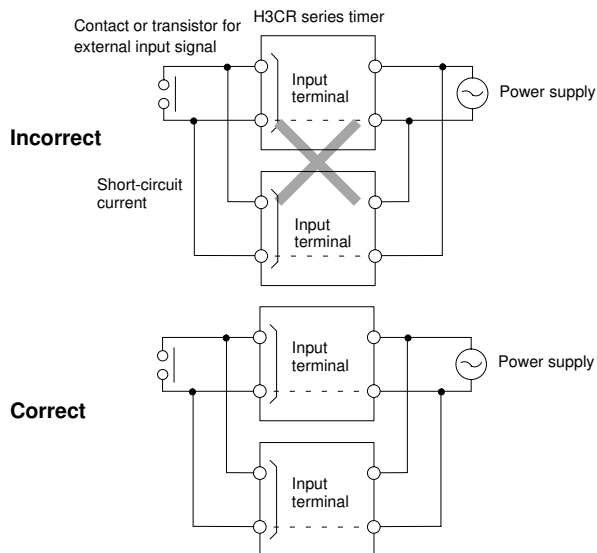 Contact or transistor for
external input signal
H3CR series timer
Input
terminal
Power supply
Incorrect
Short-circuit
current
Input
terminal
Input
terminal
Power supply
Correct
Input
terminal